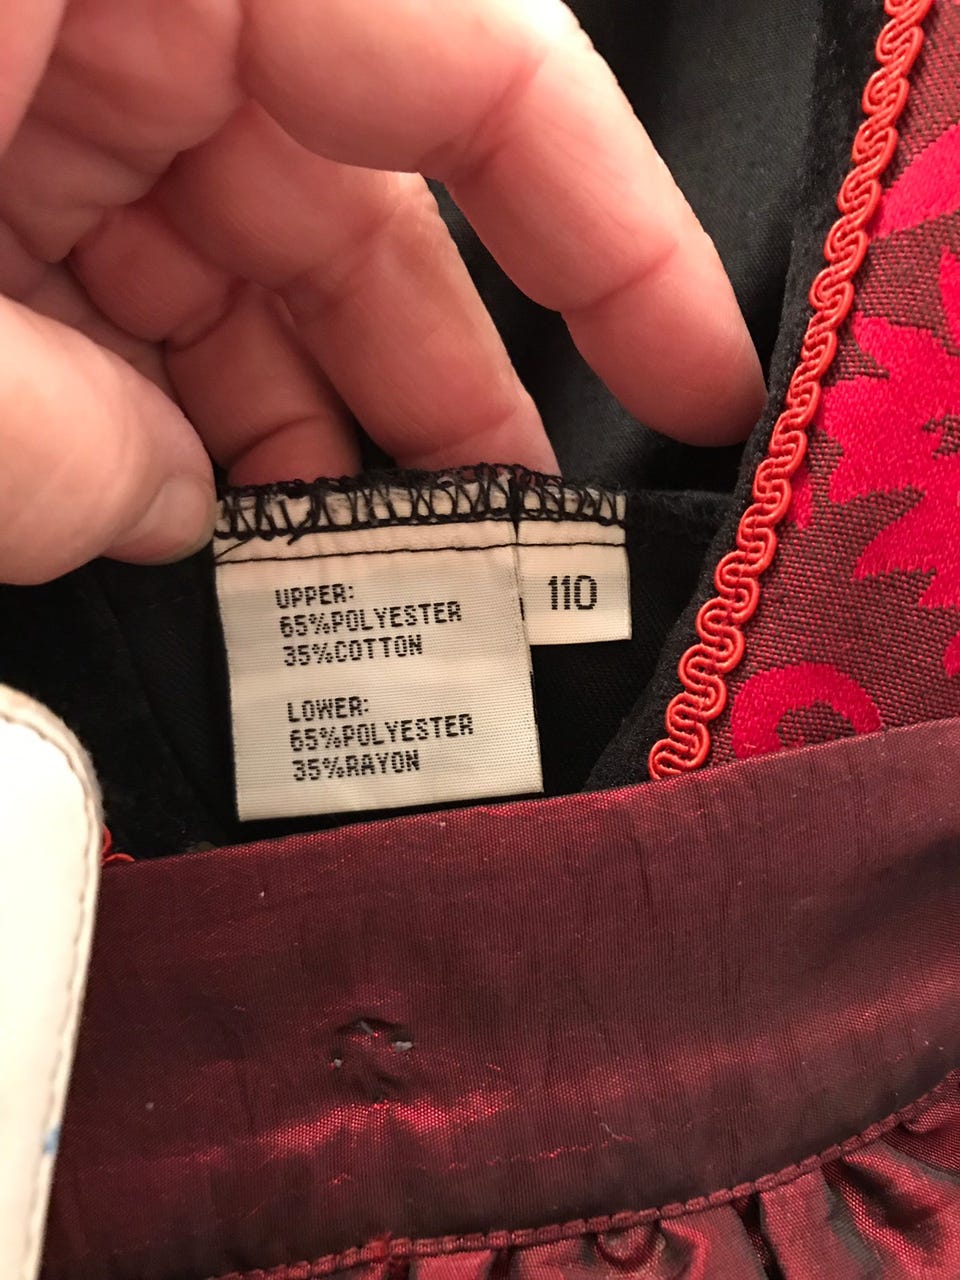 UPPER:
65%POLYESTER
35%COTTON
LOWER:
65%POLYESTER
35%RAYON
110